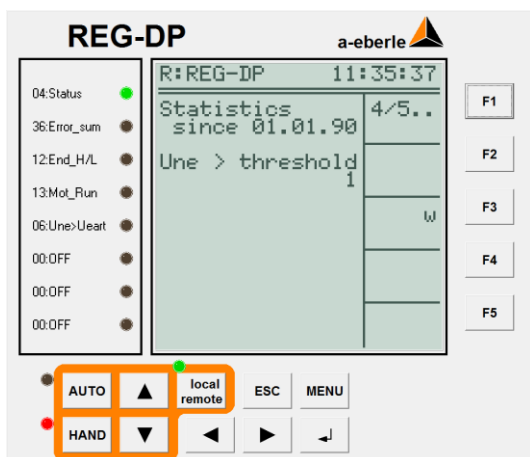 REG-DP
a-eberle
04:Status
36:Error_sum
12:End_H/L
13:Mot_Run
06:Une>Ueart
00:OFF
00:OFF
00:OFF
R:REG-DP 11:35:37
Statistics
since 01.01.90
Une > threshold
1
4/5..
w
F1
F2
F3
F4
F5
AUTO
local
remote
ESC
MENU
HAND